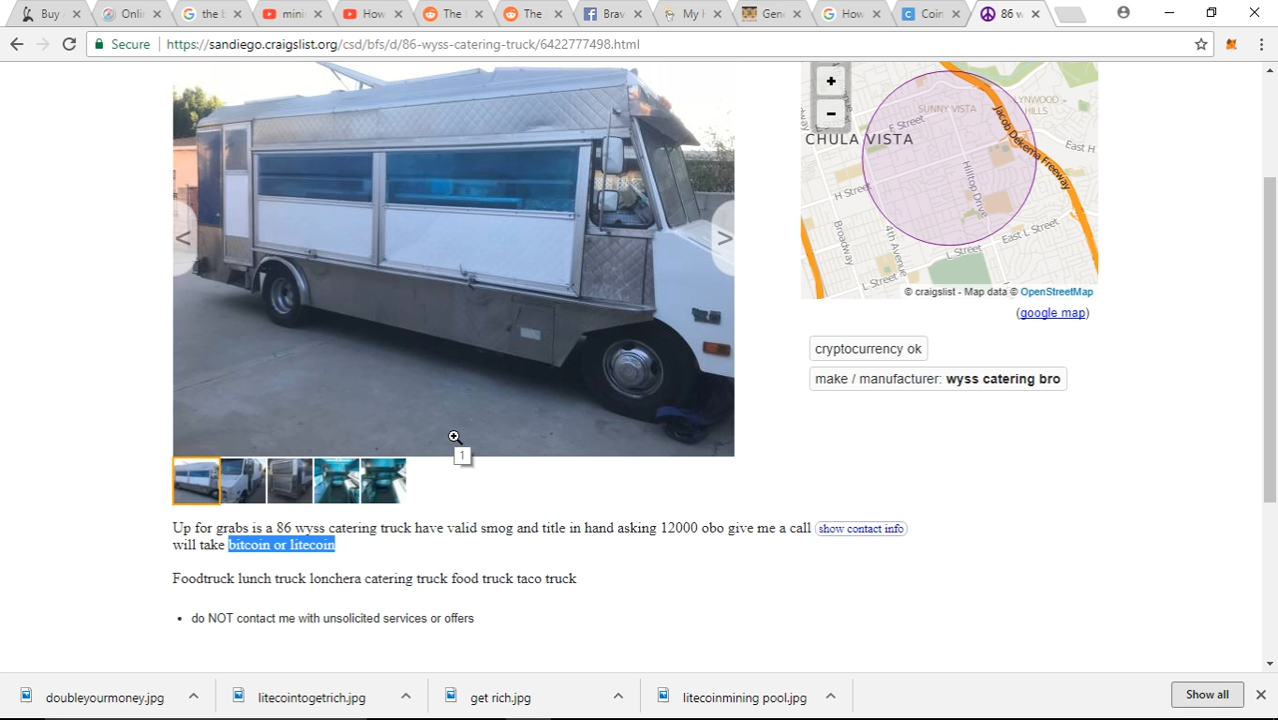 Buy
Onlin
the b
mini
How
The
The
Brav
My
Gene
How
Coin
86 w
Secure
https://sandiego.craigslist.org/csd/bfs/d/86-wyss-catering-truck/6422777498.html
+
-
SUNNY VISTA
LYNWOOD HILLS
E Street
CHULA VISTA
Jacob Dekema Freeway
East H
H Street
Hilltop Drive
Broadway
4th Avenue
L Street
East L Street
L Street
© craigslist - Map data © OpenStreetMap
(google map)
<
>
cryptocurrency ok
make / manufacturer: wyss catering bro
1
Up for grabs is a 86 wyss catering truck have valid smog and title in hand asking 12000 obo give me a call show contact info
will take bitcoin or litecoin
Foodtruck lunch truck lonchera catering truck food truck taco truck
• do NOT contact me with unsolicited services or offers
doubleyourmoney.jpg
litecointogetrich.jpg
get rich.jpg
litecoinmining pool.jpg
Show all